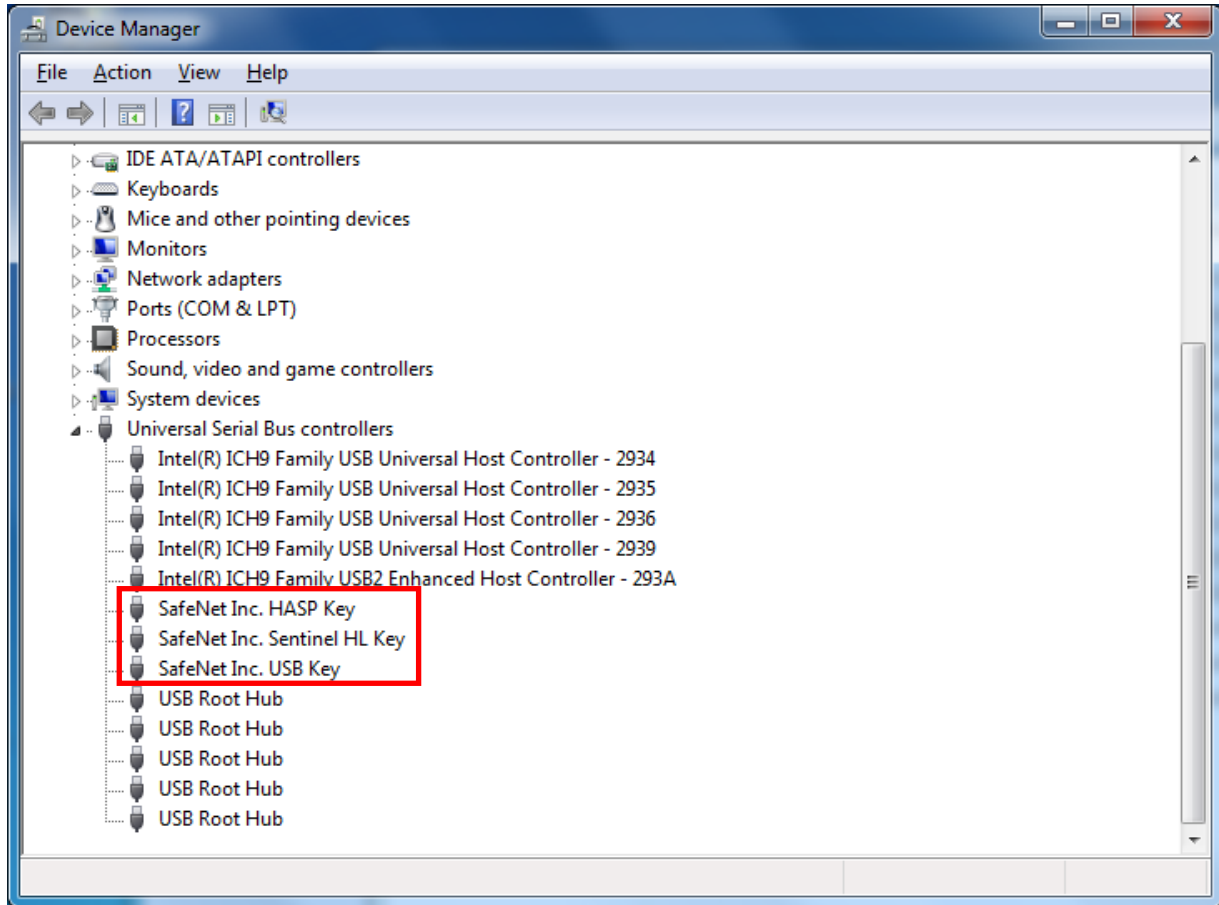 Device Manager
File Action View Help
IDE ATA/ATAPI controllers
Keyboards
Mice and other pointing devices
Monitors
Network adapters
Ports (COM & LPT)
Processors
Sound, video and game controllers
System devices
Universal Serial Bus controllers
Intel(R) ICH9 Family USB Universal Host Controller - 2934
Intel(R) ICH9 Family USB Universal Host Controller - 2935
Intel(R) ICH9 Family USB Universal Host Controller - 2936
Intel(R) ICH9 Family USB Universal Host Controller - 2939
Intel(R) ICH9 Family USB2 Enhanced Host Controller - 293A
SafeNet Inc. HASP Key
SafeNet Inc. Sentinel HL Key
SafeNet Inc. USB Key
USB Root Hub
USB Root Hub
USB Root Hub
USB Root Hub
USB Root Hub